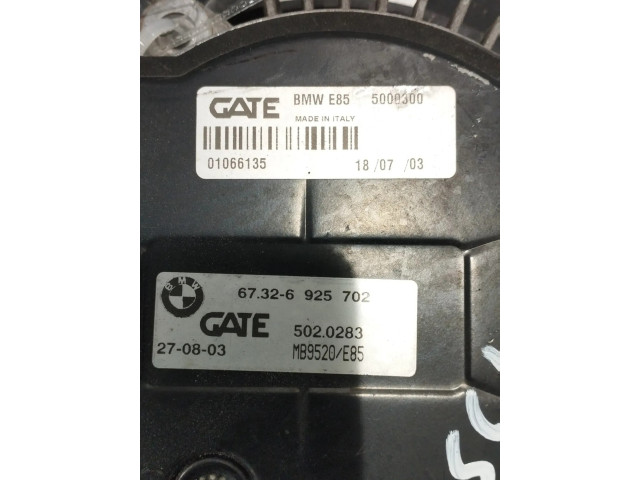 GATE BMW E85 5000300
MADE IN ITALY
01066135 18 /07 /03
BMW 67.32-6 925 702
GATE 502.0283
27-08-03 MB9520/E85